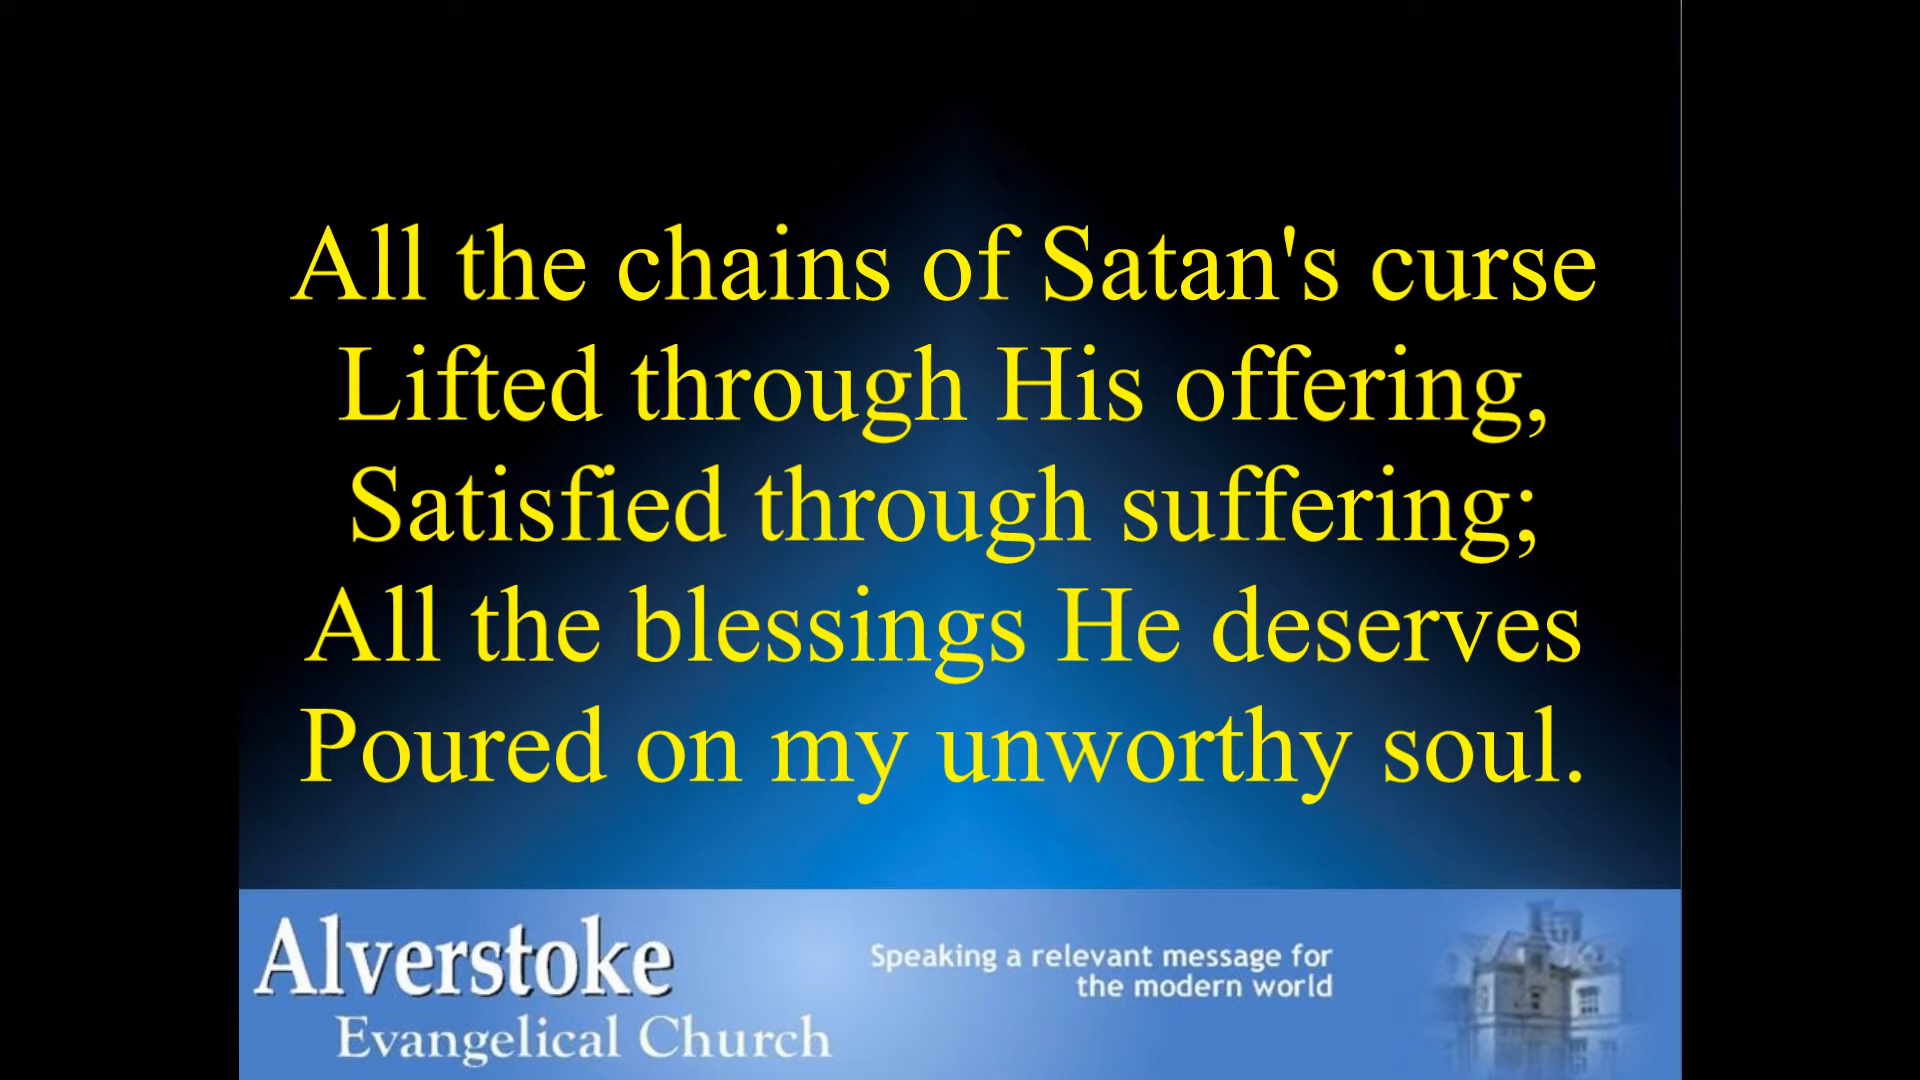 All the chains of Satan's curse
Lifted through His offering,
Satisfied through suffering;
All the blessings He deserves
Poured on my unworthy soul.
Alverstoke
Evangelical Church
Speaking a relevant message for
the modern world